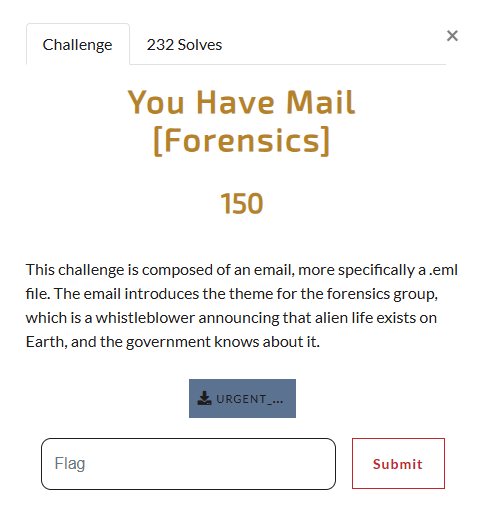 Challenge
232 Solves
×
You Have Mail
[Forensics]
150
This challenge is composed of an email, more specifically a .eml
file. The email introduces the theme for the forensics group,
which is a whistleblower announcing that alien life exists on
Earth, and the government knows about it.
URGENT_...
Flag
Submit